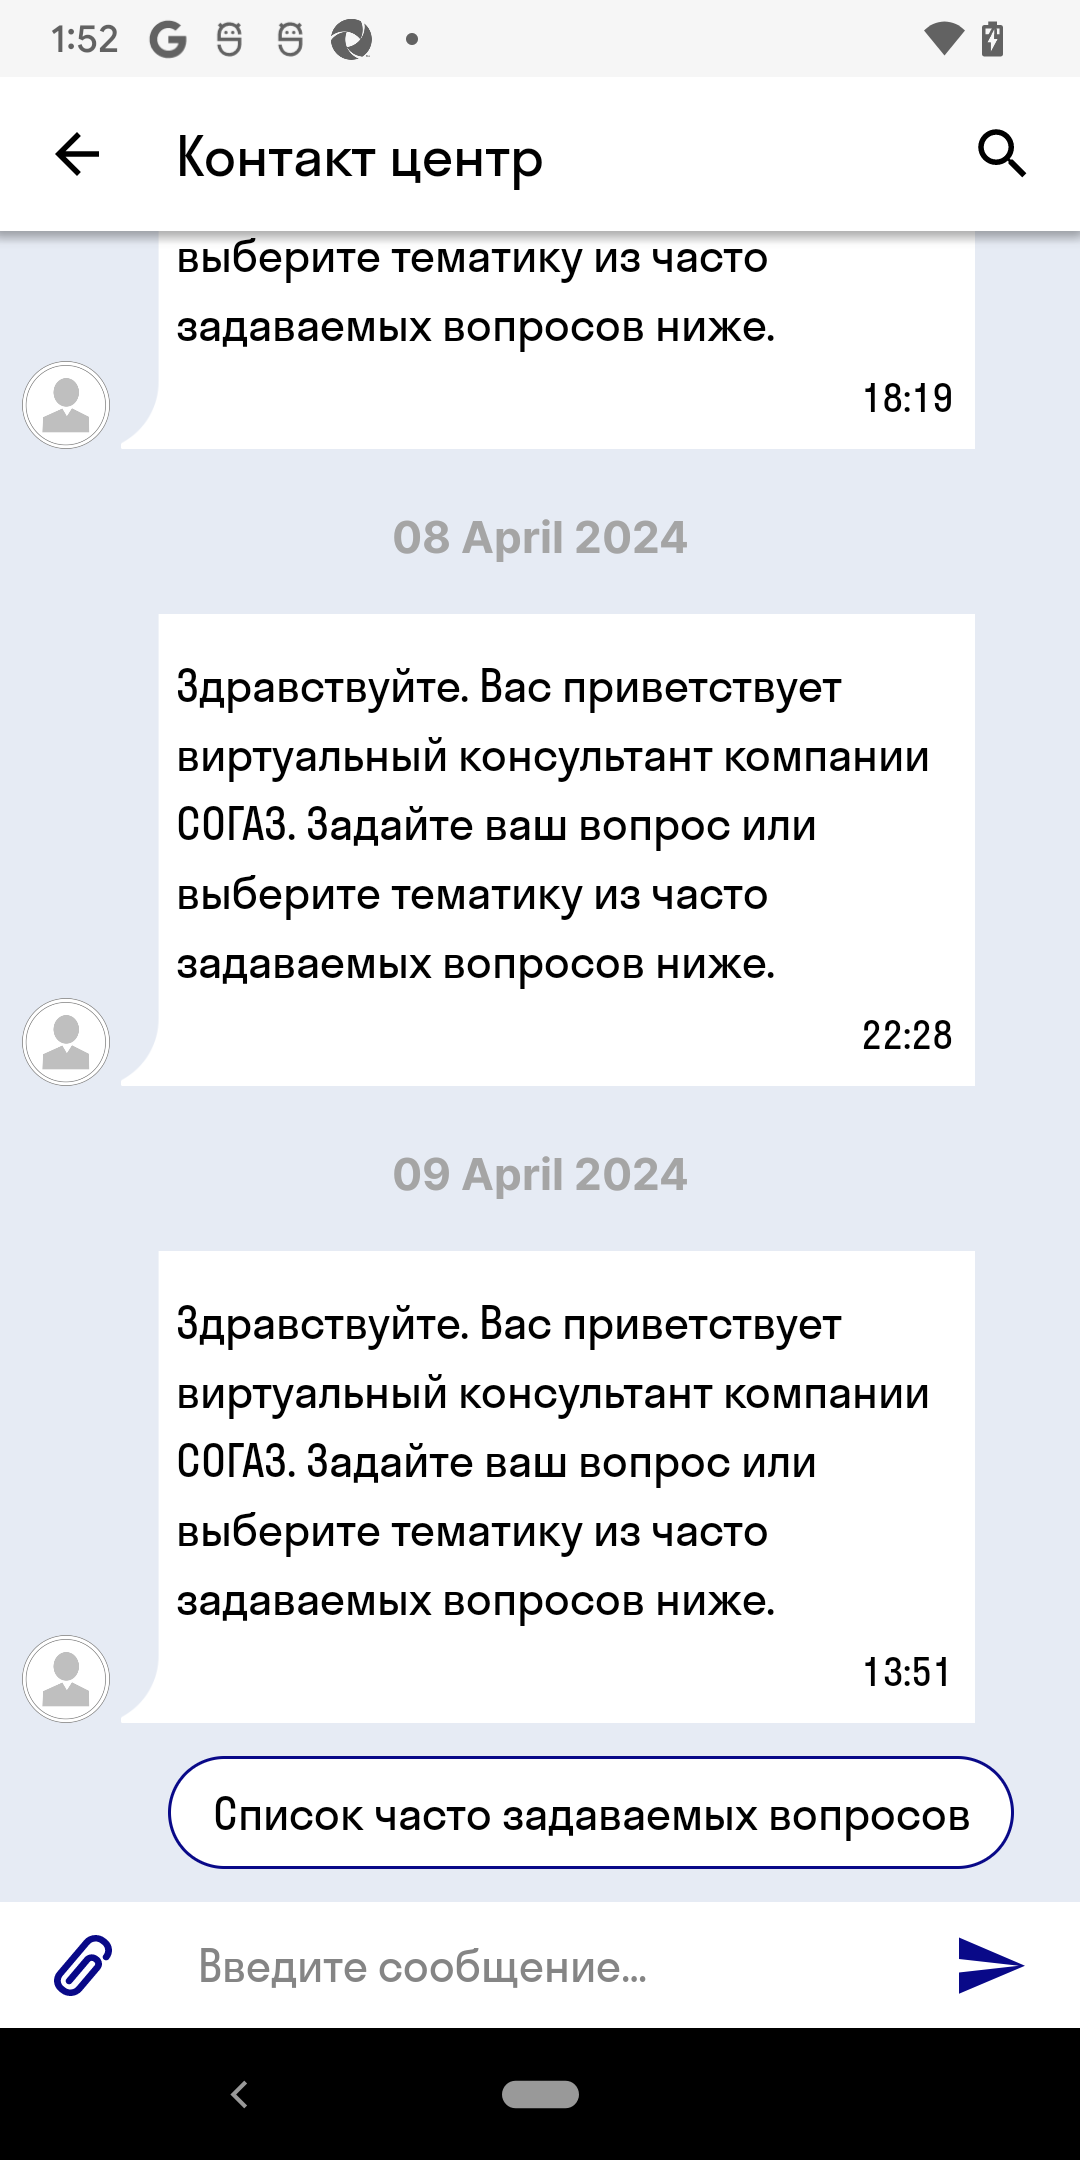 1:52
Контакт центр
выберите тематику из часто
задаваемых вопросов ниже.
18:19
08 April 2024
Здравствуйте. Вас приветствует
виртуальный консультант компании
СОГАЗ. Задайте ваш вопрос или
выберите тематику из часто
задаваемых вопросов ниже.
22:28
09 April 2024
Здравствуйте. Вас приветствует
виртуальный консультант компании
СОГАЗ. Задайте ваш вопрос или
выберите тематику из часто
задаваемых вопросов ниже.
13:51
Список часто задаваемых вопросов
Введите сообщение...